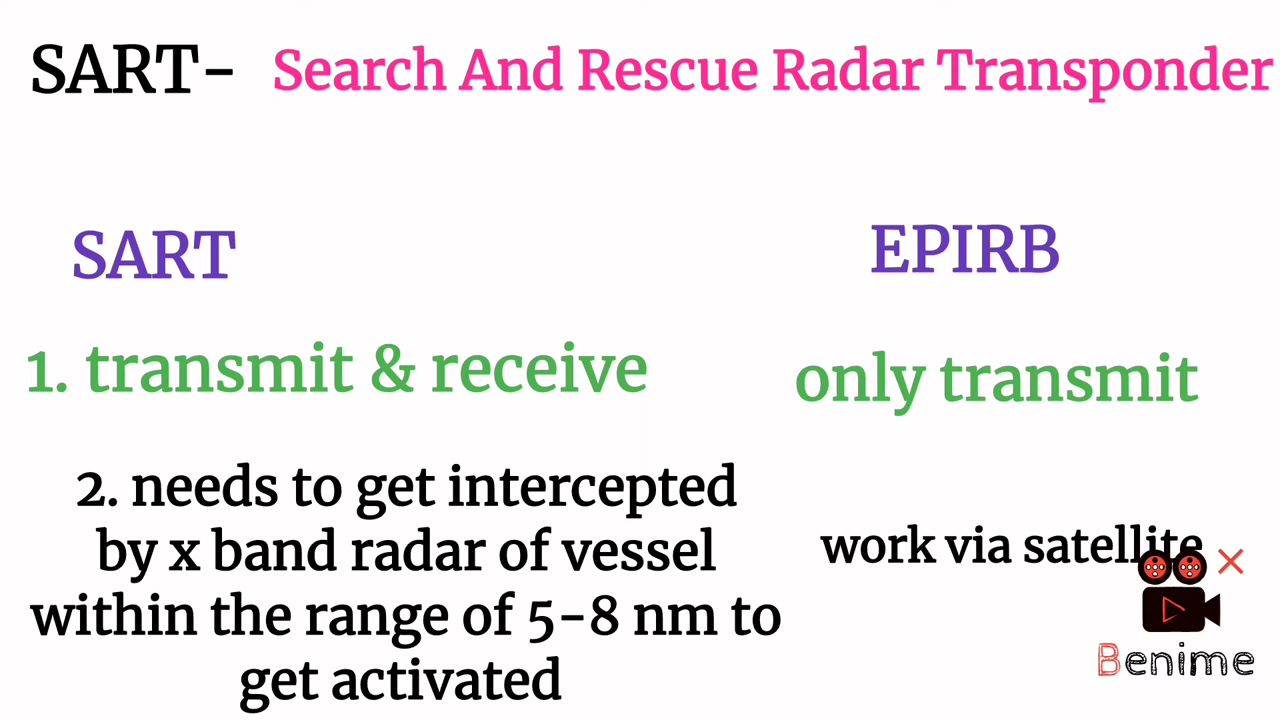 SART- Search And Rescue Radar Transponder
SART
EPIRB
1. transmit & receive
only transmit
2. needs to get intercepted
by x band radar of vessel
within the range of 5-8 nm to
get activated
work via satellite
Benime